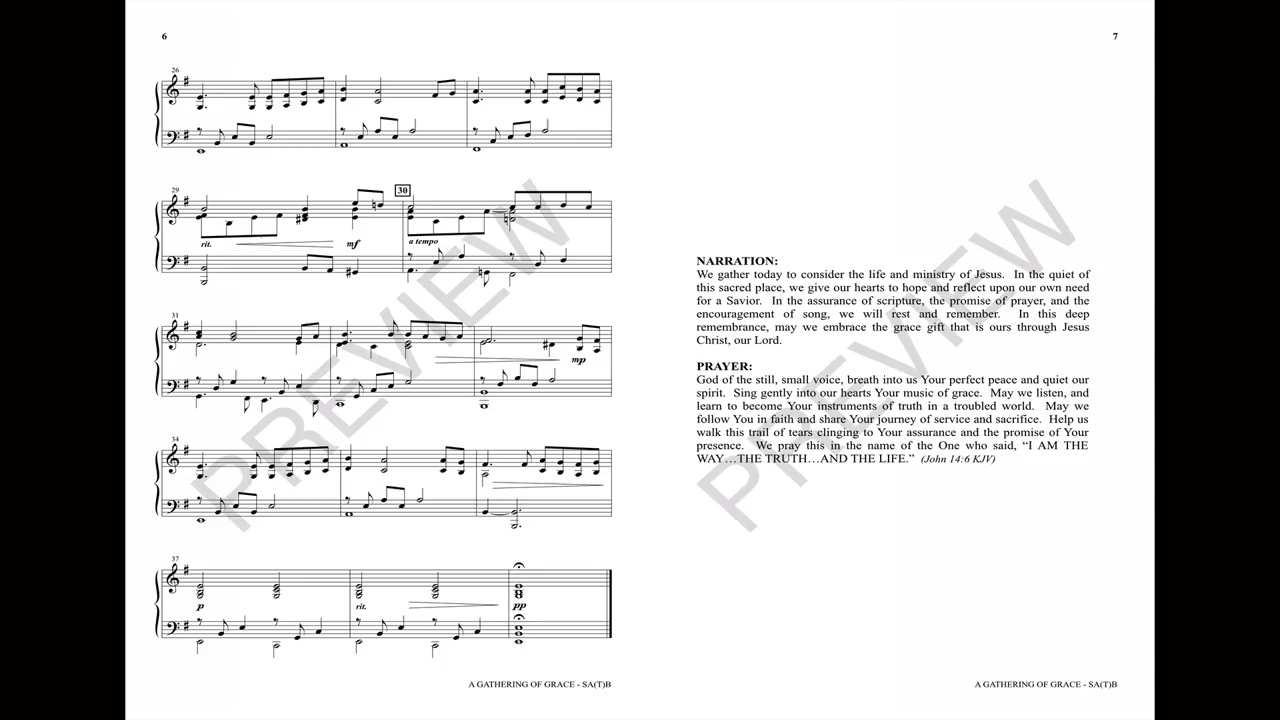 6
26
29
30
rit.
mf
a tempo
31
mp
34
37
p
rit.
pp
A GATHERING OF GRACE - SA(T)B
PREVIEW
7
NARRATION:
We gather today to consider the life and ministry of Jesus. In the quiet of
this sacred place, we give our hearts to hope and reflect upon our own need
for a Savior. In the assurance of scripture, the promise of prayer, and the
encouragement of song, we will rest and remember. In this deep
remembrance, may we embrace the grace gift that is ours through Jesus
Christ, our Lord.
PRAYER:
God of the still, small voice, breath into us Your perfect peace and quiet our
spirit. Sing gently into our hearts Your music of grace. May we listen, and
learn to become Your instruments of truth in a troubled world. May we
follow You in faith and share Your journey of service and sacrifice. Help us
walk this trail of tears clinging to Your assurance and the promise of Your
presence. We pray this in the name of the One who said, “I AM THE
WAY…THE TRUTH…AND THE LIFE.” (John 14:6 KJV)
PREVIEW
A GATHERING OF GRACE - SA(T)B